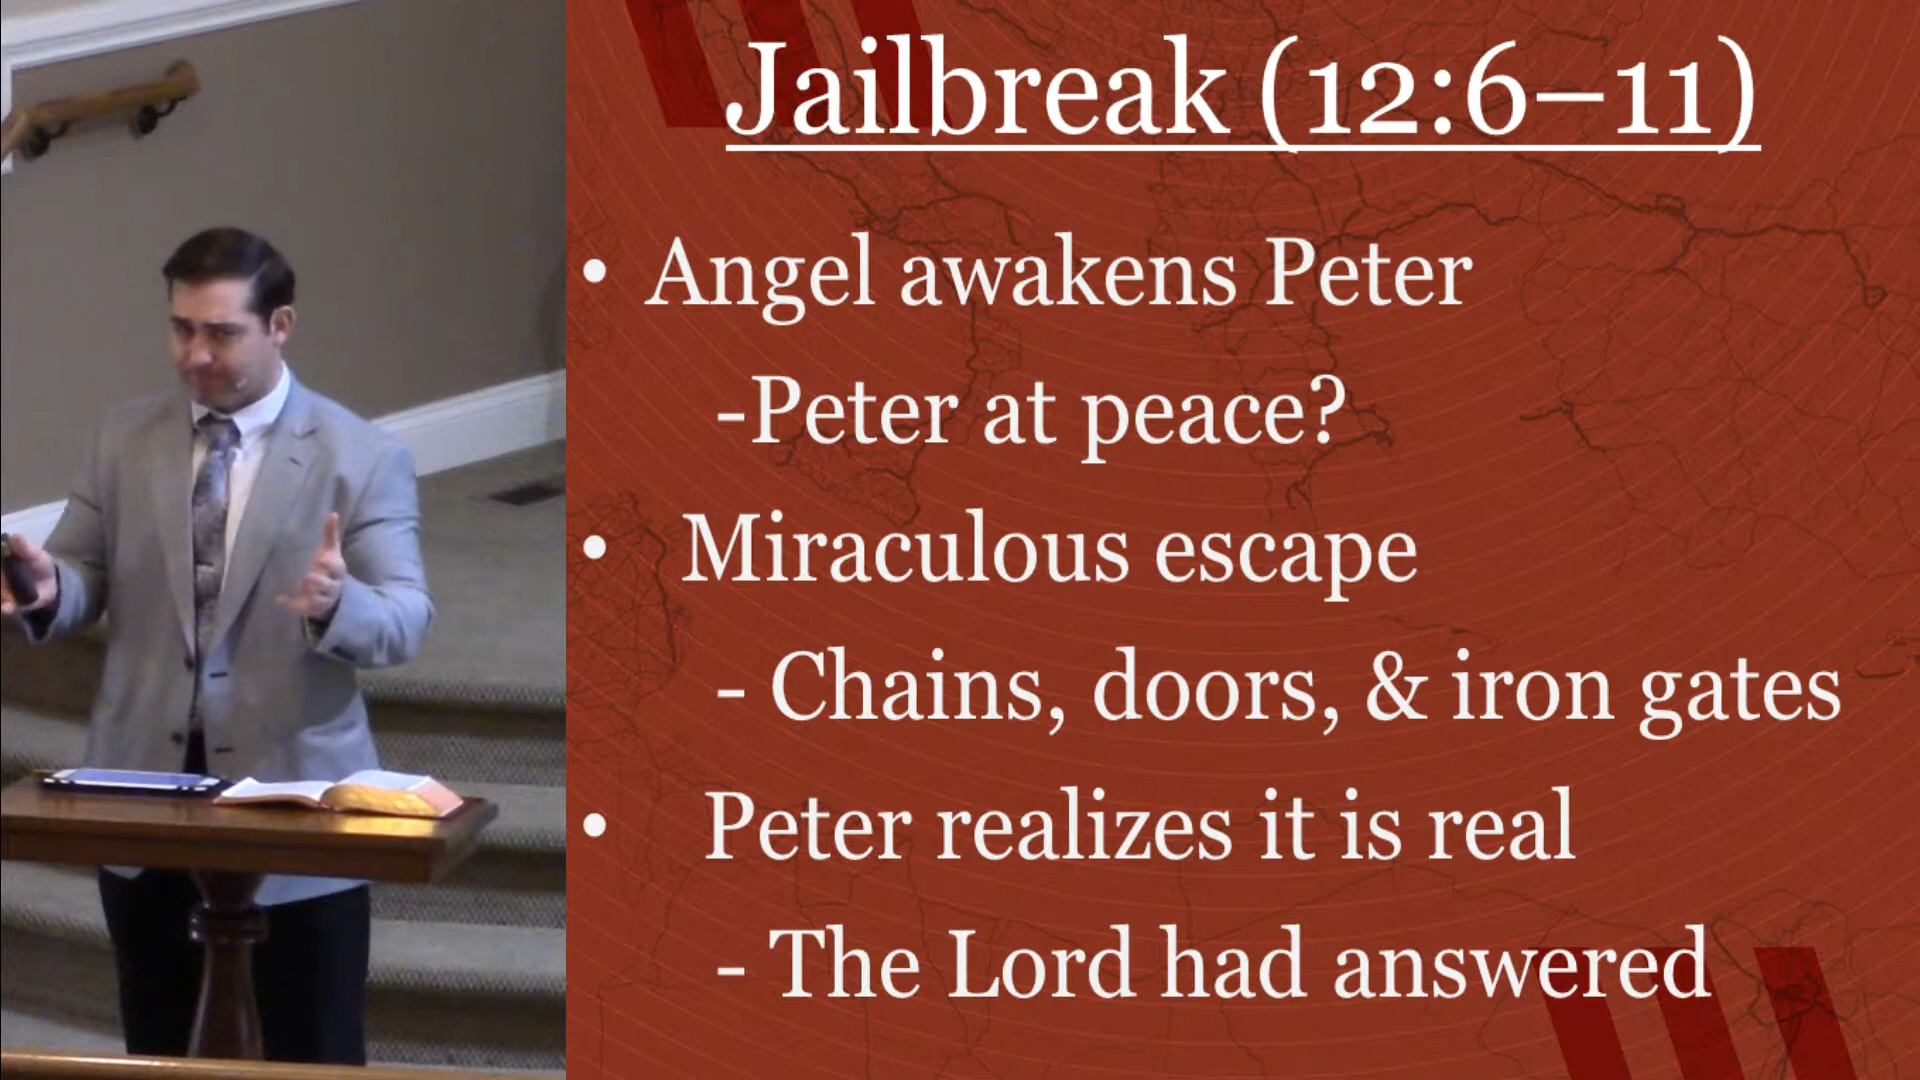 Jailbreak (12:6–11)
• Angel awakens Peter
-Peter at peace?
• Miraculous escape
- Chains, doors, & iron gates
• Peter realizes it is real
- The Lord had answered